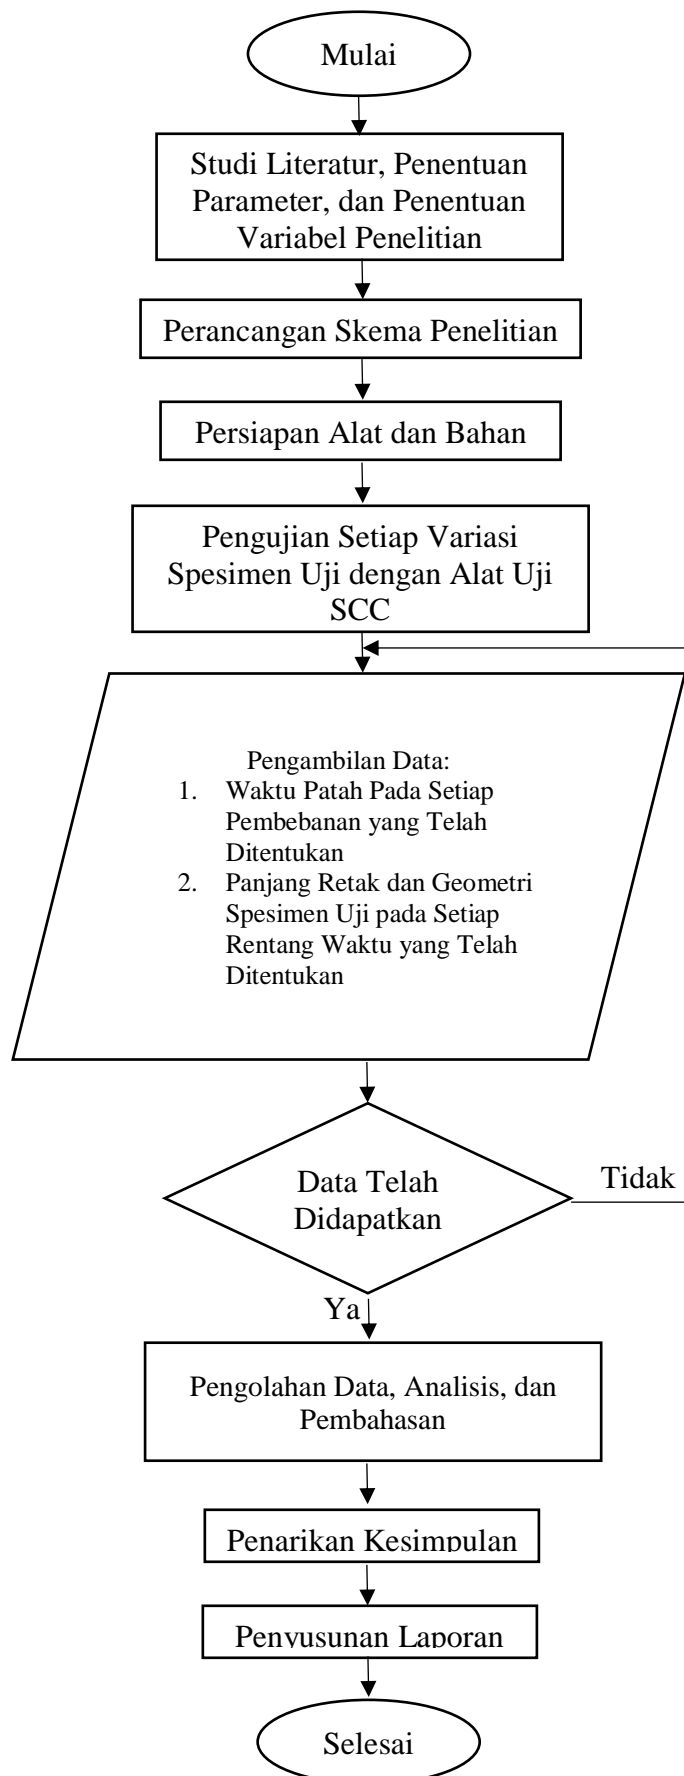 Mulai
Studi Literatur, Penentuan
Parameter, dan Penentuan
Variabel Penelitian
Perancangan Skema Penelitian
Persiapan Alat dan Bahan
Pengujian Setiap Variasi
Spesimen Uji dengan Alat Uji
SCC
Pengambilan Data:
1. Waktu Patah Pada Setiap
Pembebanan yang Telah
Ditentukan
2. Panjang Retak dan Geometri
Spesimen Uji pada Setiap
Rentang Waktu yang Telah
Ditentukan
Data Telah
Didapatkan
Tidak
Ya
Pengolahan Data, Analisis, dan
Pembahasan
Penarikan Kesimpulan
Penyusunan Laporan
Selesai